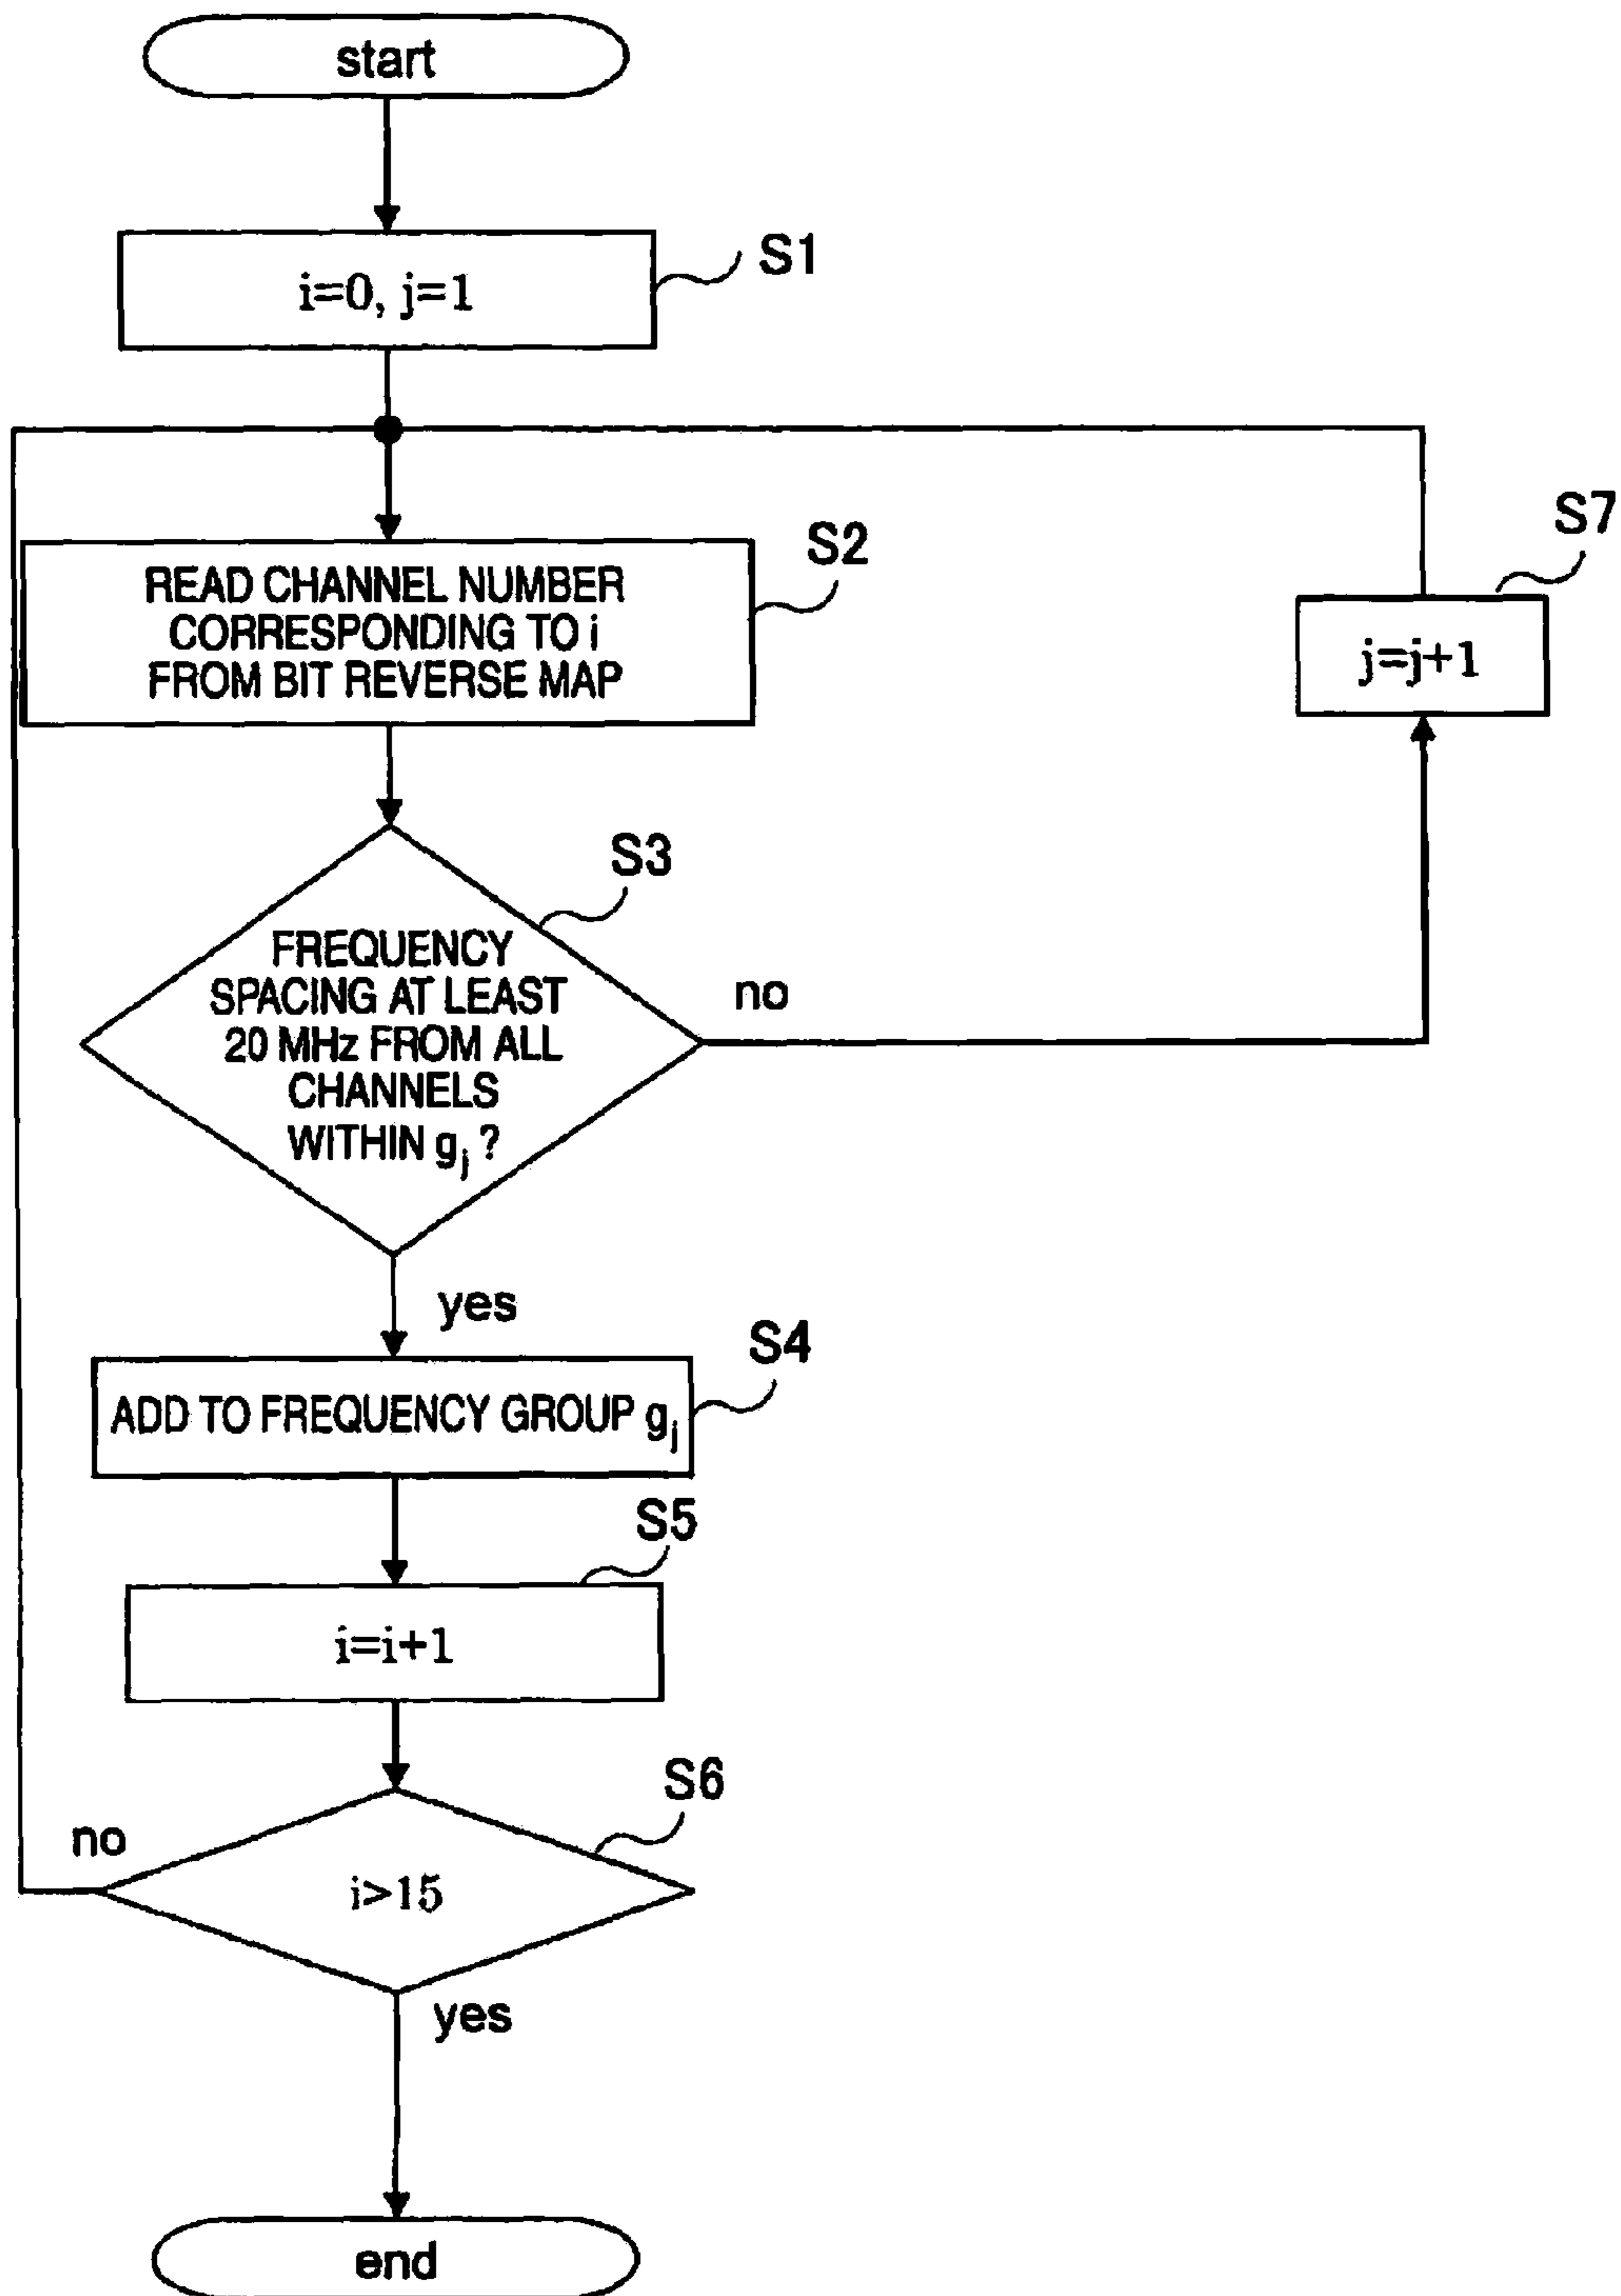 start
i=0, j=1
S1
READ CHANNEL NUMBER
CORRESPONDING TO i
FROM BIT REVERSE MAP
S2
S7
j=j+1
S3
FREQUENCY
SPACING AT LEAST
20 MHz FROM ALL
CHANNELS
WITHIN gj ?
no
yes
S4
ADD TO FREQUENCY GROUP gj
S5
i=i+1
S6
no
i>15
yes
end